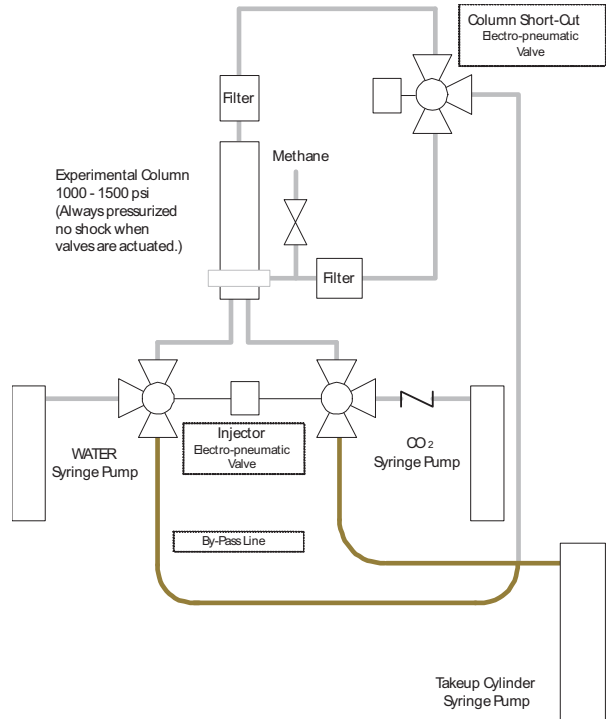 Column Short-Cut
Electro-pneumatic
Valve
Filter
Methane
Experimental Column
1000 - 1500 psi
(Always pressurized
no shock when
valves are actuated.)
Filter
WATER
Syringe Pump
Injector
Electro-pneumatic
Valve
CO2
Syringe Pump
By-Pass Line
Takeup Cylinder
Syringe Pump